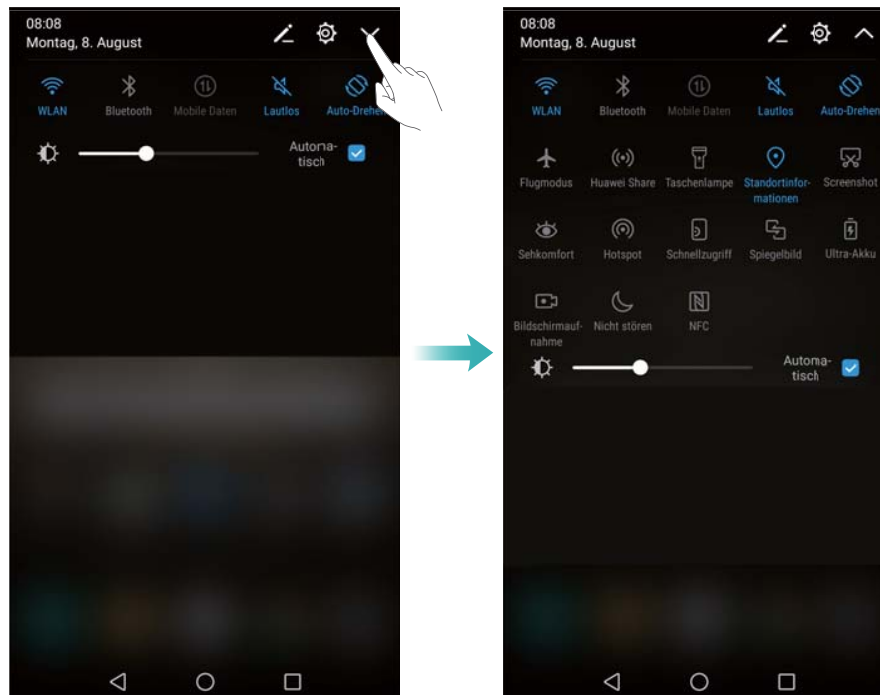 08:08
Montag, 8. August
WLAN Bluetooth Mobile Daten Lautlos Auto-Drehen
Automa-
tisch
08:08
Montag, 8. August
WLAN Bluetooth Mobile Daten Lautlos Auto-Drehen
Flugmodus Huawei Share Taschenlampe Standortinfor-
mationen Screenshot
Sehkomfort Hotspot Schnellzugriff Spiegelbild Ultra-Akku
Bildschirmauf-
nahme Nicht stören NFC
Automa-
tisch